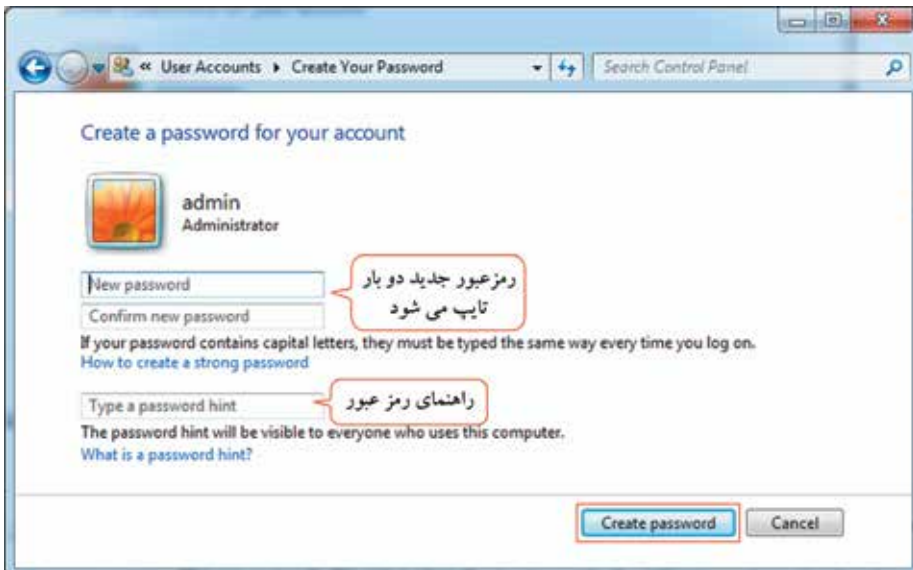 « User Accounts ▸ Create Your Password
Search Control Panel
Create a password for your account
admin
Administrator
New password
رمزعبور جدید دو بار
تایپ می شود
Confirm new password
If your password contains capital letters, they must be typed the same way every time you log on.
How to create a strong password
Type a password hint
راهنمای رمز عبور
The password hint will be visible to everyone who uses this computer.
What is a password hint?
Create password
Cancel